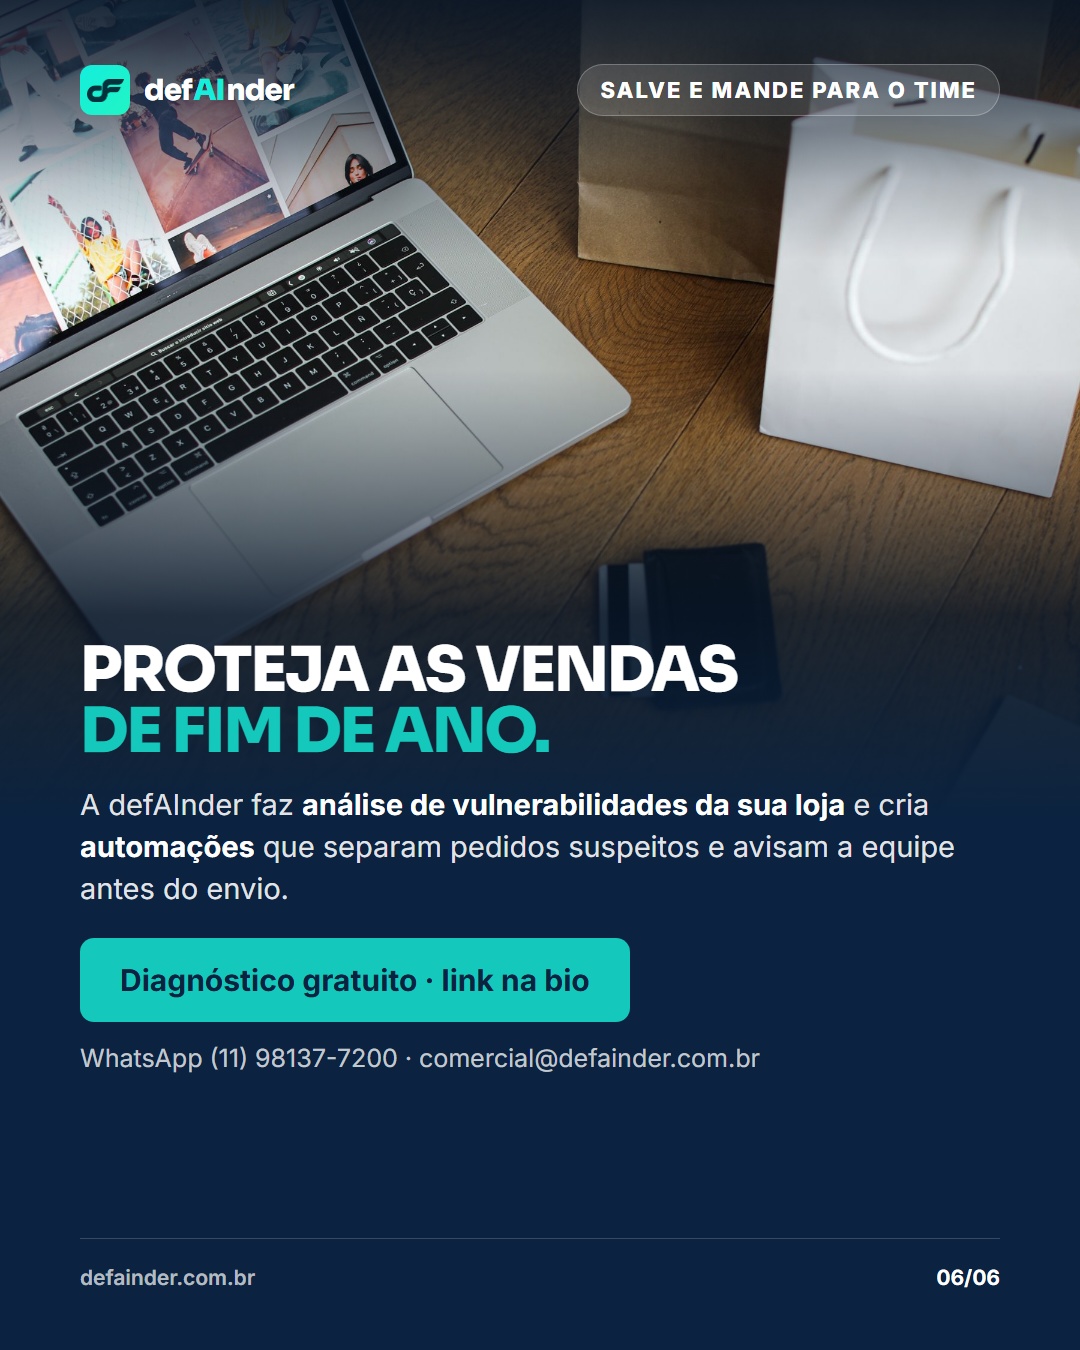 defAInder
SALVE E MANDE PARA O TIME
PROTEJA AS VENDAS
DE FIM DE ANO.
A defAInder faz análise de vulnerabilidades da sua loja e cria
automações que separam pedidos suspeitos e avisam a equipe
antes do envio.
Diagnóstico gratuito · link na bio
WhatsApp (11) 98137-7200 · comercial@defainder.com.br
defainder.com.br
06/06